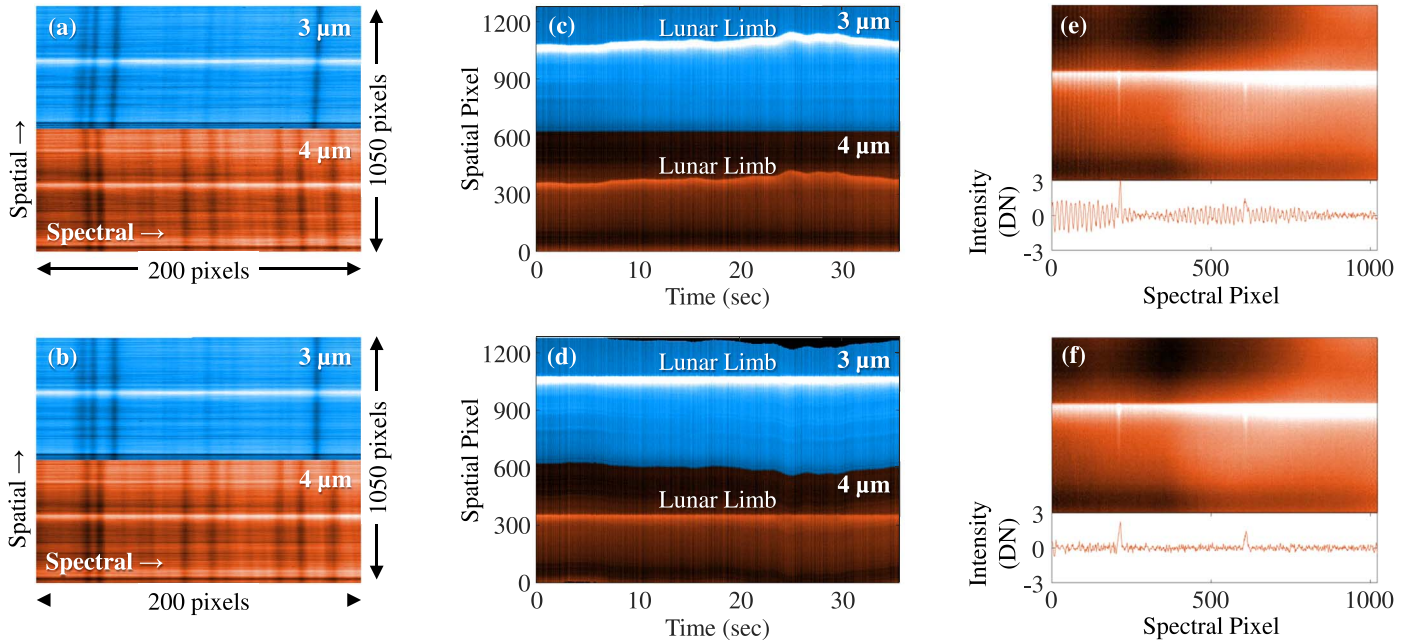 (a)
3 μm
4 μm
Spatial →
Spectral →
1050 pixels
200 pixels
(c)
Lunar Limb
3 μm
4 μm
Lunar Limb
Spatial Pixel
1200
900
600
300
0
0
10
20
30
Time (sec)
(e)
Intensity
(DN)
3
0
-3
0
500
1000
Spectral Pixel
(b)
3 μm
4 μm
Spatial →
Spectral →
1050 pixels
200 pixels
(d)
Lunar Limb
3 μm
4 μm
Lunar Limb
Spatial Pixel
1200
900
600
300
0
0
10
20
30
Time (sec)
(f)
Intensity
(DN)
3
0
-3
0
500
1000
Spectral Pixel